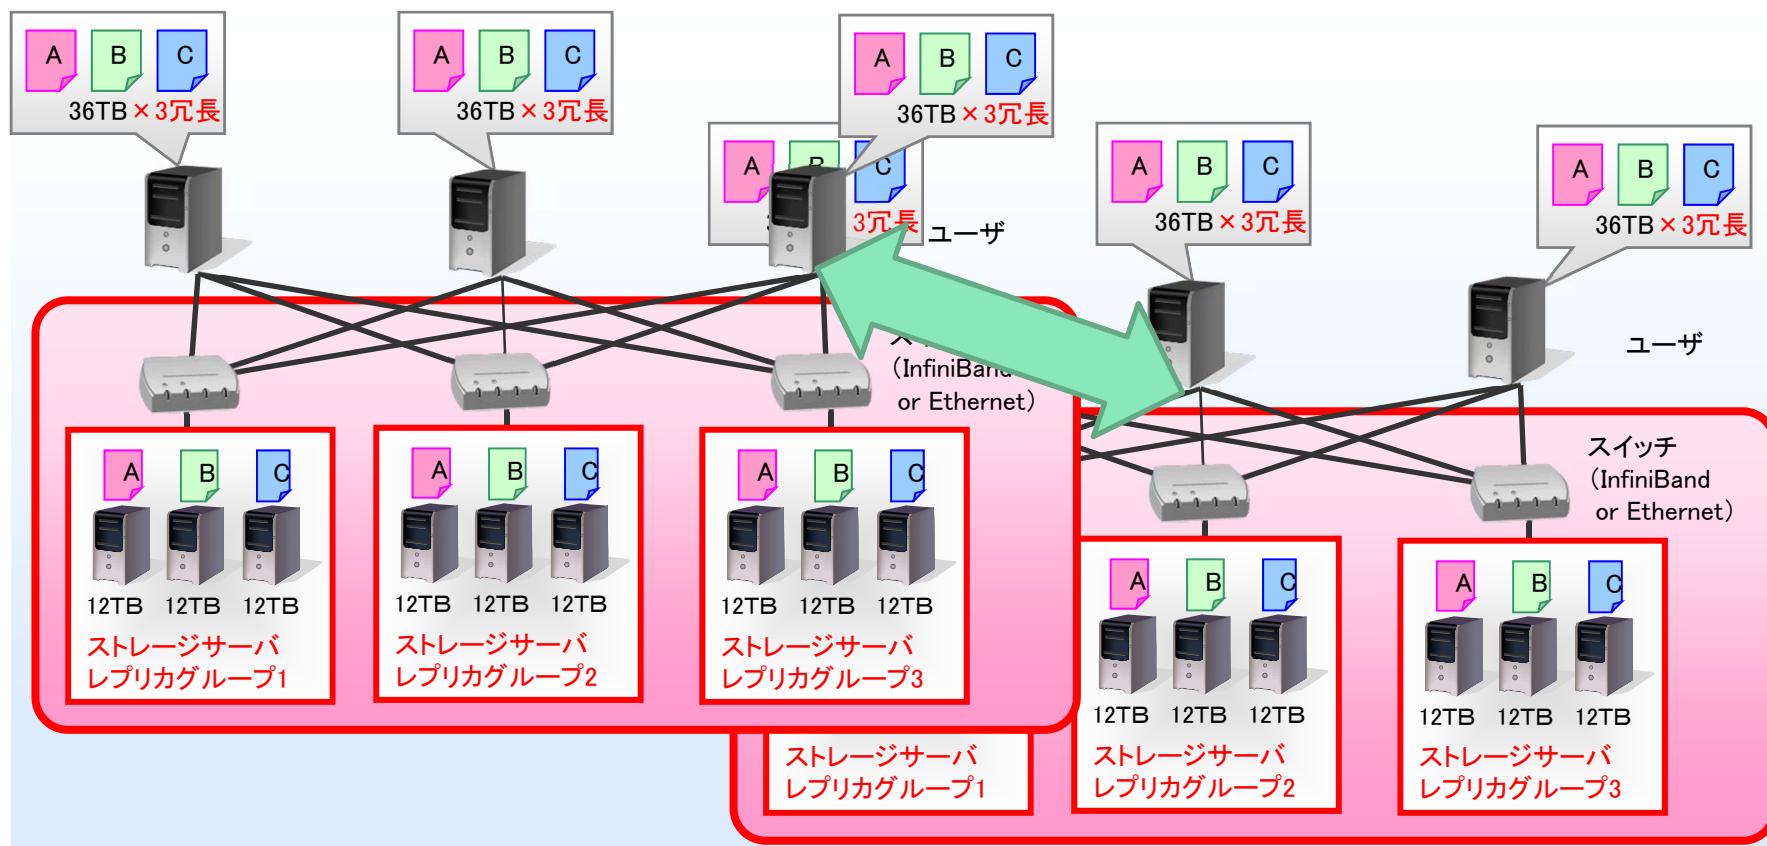 A B C
36TB×3冗長
A B C
36TB×3冗長
A B C
36TB×3冗長
A B C
3冗長
ユーザ
A B C
36TB×3冗長
A B C
36TB×3冗長
ユーザ
(InfiniBand
or Ethernet)
スイッチ
(InfiniBand
or Ethernet)
A B C
12TB 12TB 12TB
ストレージサーバ
レプリカグループ1
A B C
12TB 12TB 12TB
ストレージサーバ
レプリカグループ2
A B C
12TB 12TB 12TB
ストレージサーバ
レプリカグループ3
ストレージサーバ
レプリカグループ1
A B C
12TB 12TB 12TB
ストレージサーバ
レプリカグループ2
A B C
12TB 12TB 12TB
ストレージサーバ
レプリカグループ3